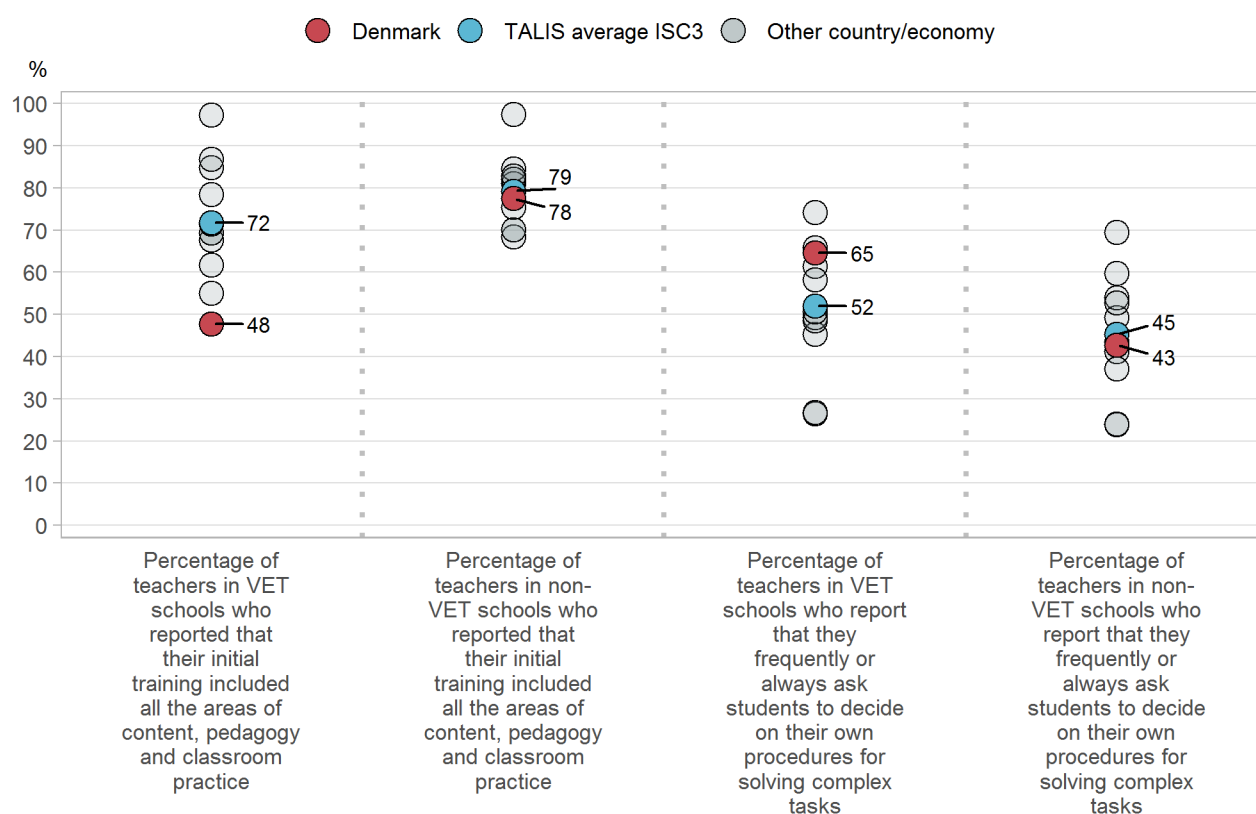 Denmark TALIS average ISC3 Other country/economy
%
100
90
80
70
60
50
40
30
20
10
0
72
48
79
78
65
52
45
43
Percentage of
teachers in VET
schools who
reported that
their initial
training included
all the areas of
content, pedagogy
and classroom
practice
Percentage of
teachers in non-
VET schools who
reported that
their initial
training included
all the areas of
content, pedagogy
and classroom
practice
Percentage of
teachers in VET
schools who report
that they
frequently or
always ask
students to decide
on their own
procedures for
solving complex
tasks
Percentage of
teachers in non-
VET schools who
report that they
frequently or
always ask
students to decide
on their own
procedures for
solving complex
tasks